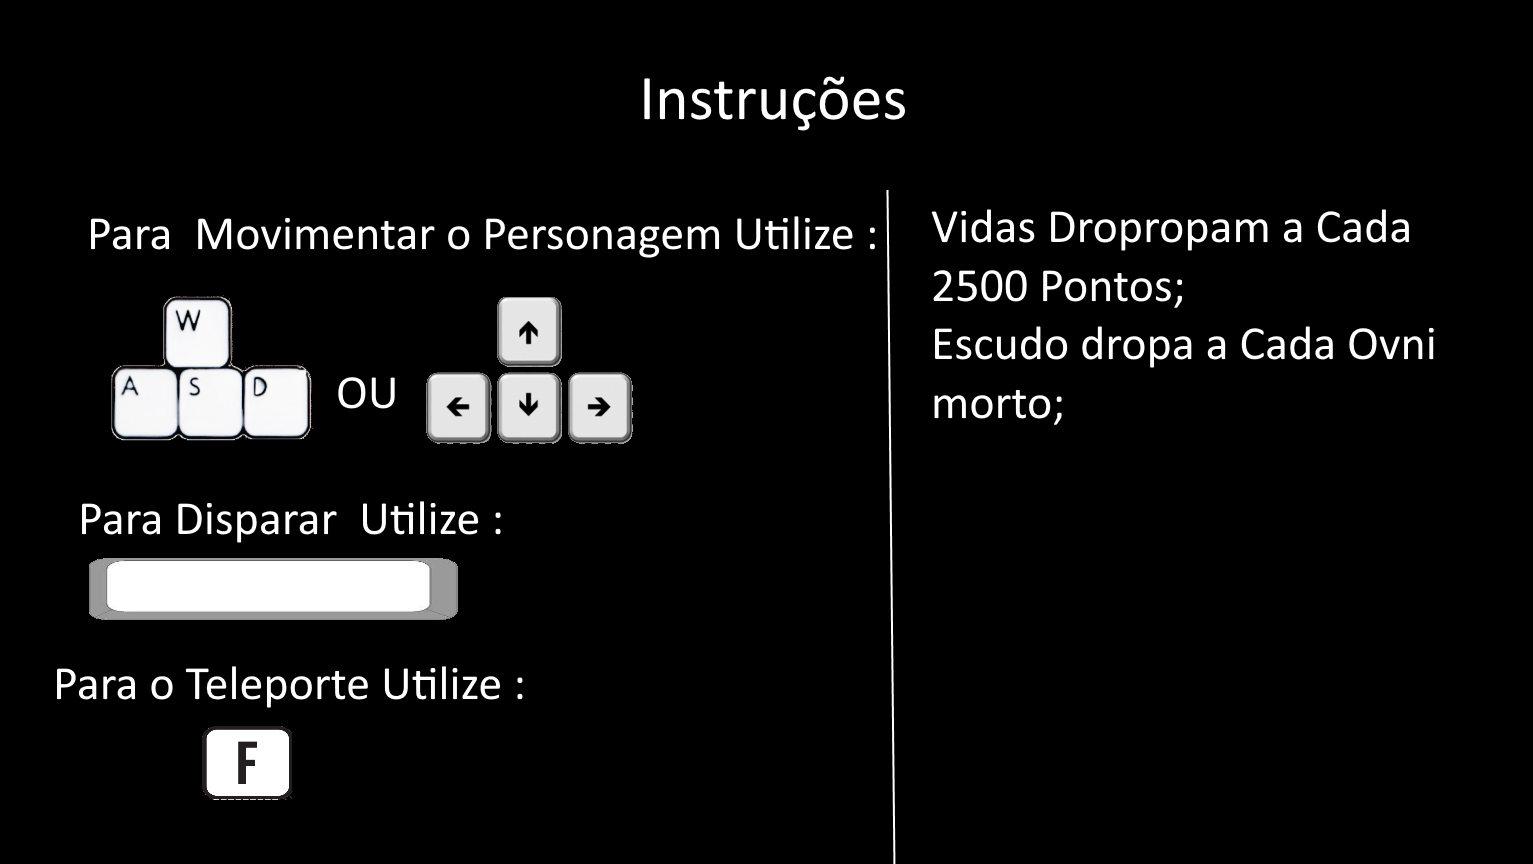 Instruções
Para  Movimentar o Personagem Utilize :
W
A S D
OU
↑
← ↓ →
Para Disparar  Utilize :
Para o Teleporte Utilize :
F
Vidas Dropropam a Cada
2500 Pontos;
Escudo dropa a Cada Ovni
morto;